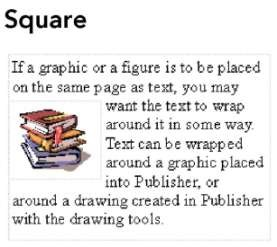 Square
If a graphic or a figure is to be placed
on the same page as text, you may
want the text to wrap
around it in some way.
Text can be wrapped
around a graphic placed
into Publisher, or
around a drawing created in Publisher
with the drawing tools.